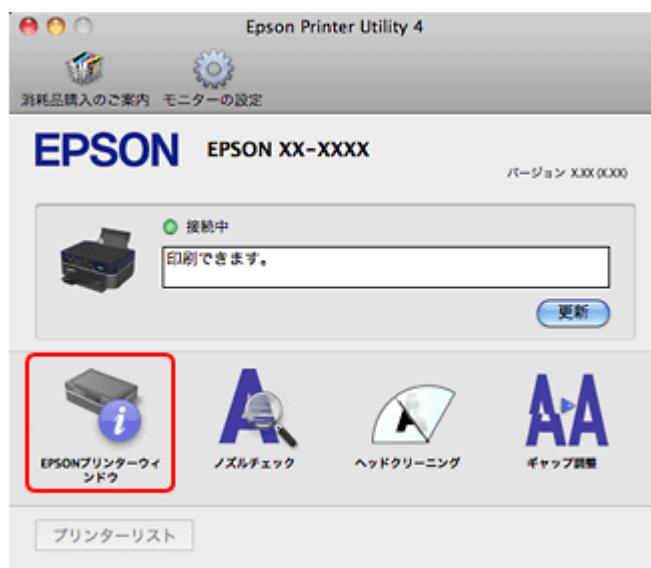 Epson Printer Utility 4
消耗品購入のご案内 モニターの設定
EPSON EPSON XX-XXXX
バージョン X.XX (X.XX)
接続中
印刷できます。
更新
EPSONプリンターウィ
ンドウ
ノズルチェック
ヘッドクリーニング
ギャップ調整
プリンターリスト